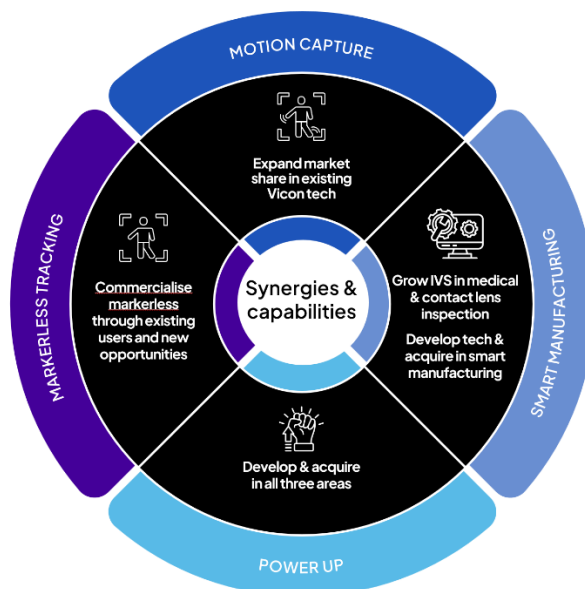 MOTION CAPTURE
Expand market
share in existing
Vicon tech
MARKERLESS TRACKING
Commercialise
markerless
through existing
users and new
opportunities
Synergies &
capabilities
Grow IVS in medical
& contact lens
inspection
Develop tech &
acquire in smart
manufacturing
SMART MANUFACTURING
Develop & acquire
in all three areas
POWER UP